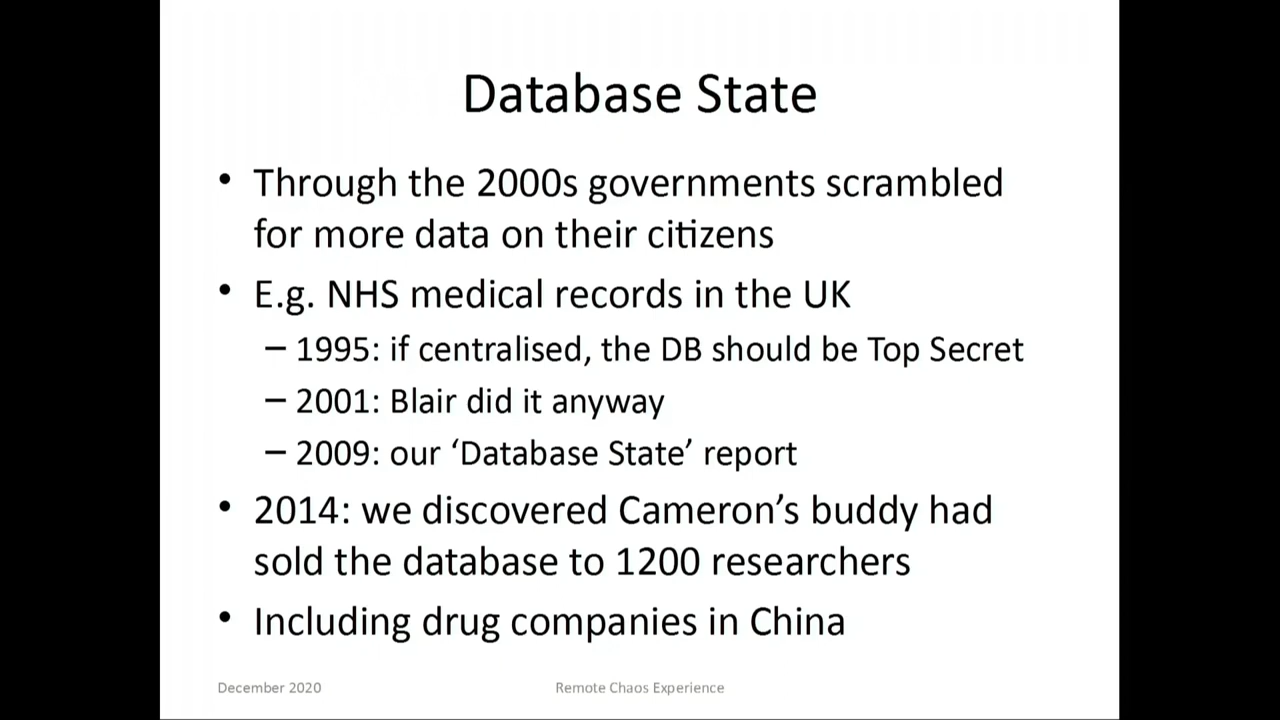 Database State
• Through the 2000s governments scrambled
for more data on their citizens
• E.g. NHS medical records in the UK
– 1995: if centralised, the DB should be Top Secret
– 2001: Blair did it anyway
– 2009: our ‘Database State’ report
• 2014: we discovered Cameron’s buddy had
sold the database to 1200 researchers
• Including drug companies in China
December 2020
Remote Chaos Experience